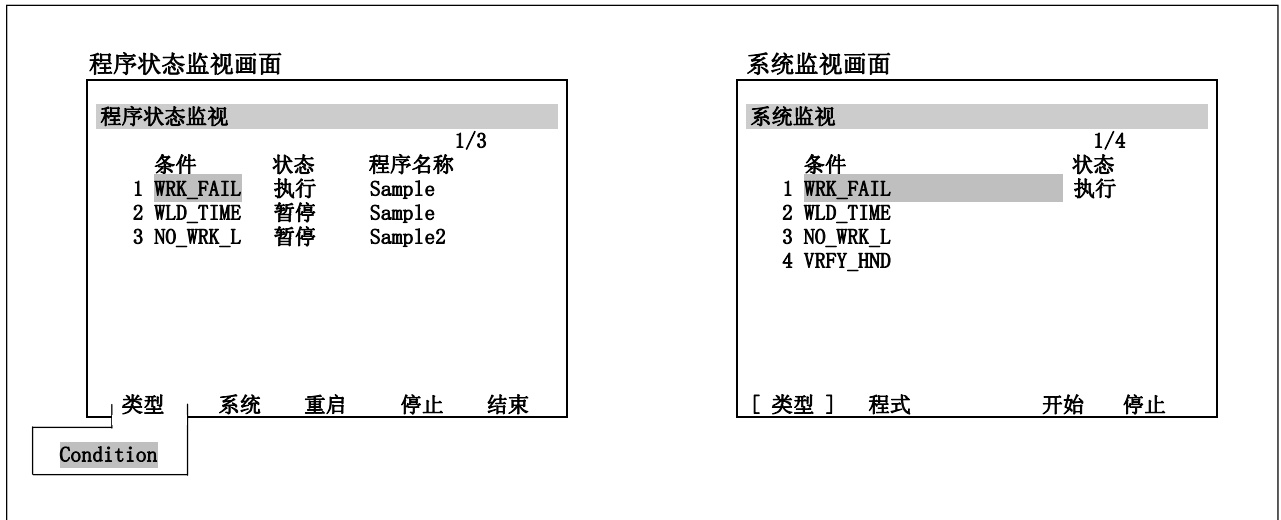 程序状态监视画面
程序状态监视
1/3
条件 状态 程序名称
1 WRK_FAIL 执行 Sample
2 WLD_TIME 暂停 Sample
3 NO_WRK_L 暂停 Sample2
类型 系统 重启 停止 结束
Condition
系统监视画面
系统监视
1/4
条件 状态
1 WRK_FAIL 执行
2 WLD_TIME
3 NO_WRK_L
4 VRFY_HND
[ 类型 ] 程式 开始 停止